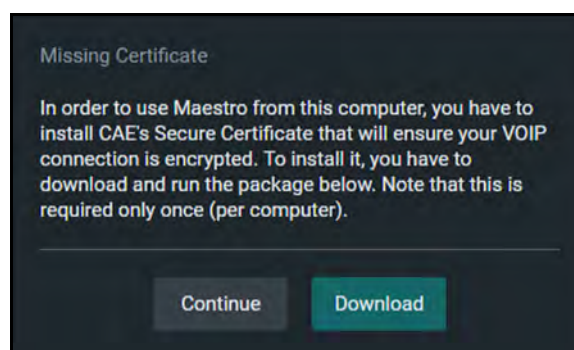 Missing Certificate
In order to use Maestro from this computer, you have to
install CAE's Secure Certificate that will ensure your VOIP
connection is encrypted. To install it, you have to
download and run the package below. Note that this is
required only once (per computer).
Continue
Download